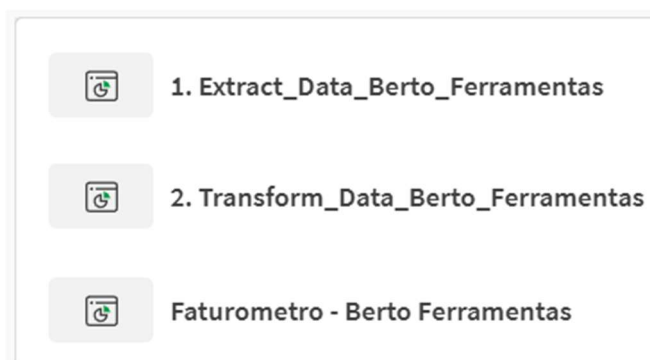 1. Extract_Data_Berto_Ferramentas
2. Transform_Data_Berto_Ferramentas
Faturometro - Berto Ferramentas